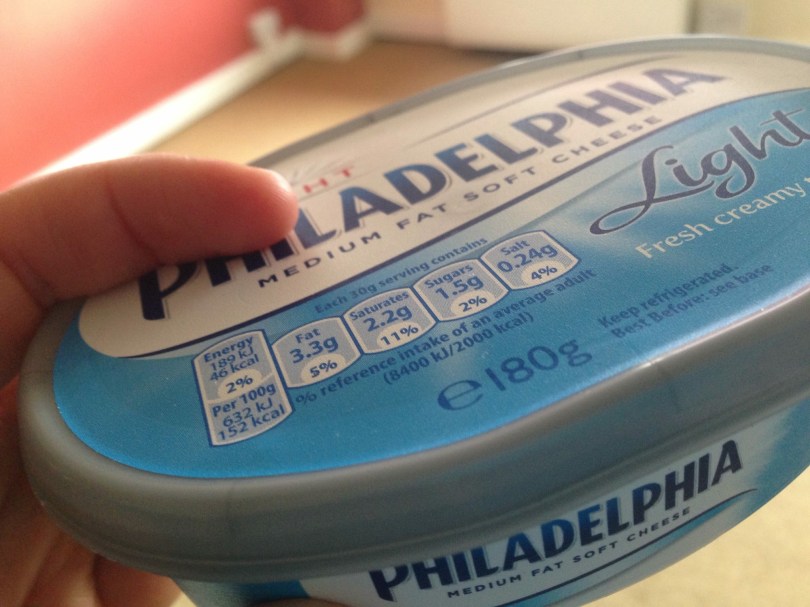 HT
PHILADELPHIA
MEDIUM FAT SOFT CHEESE
Light
Fresh creamy
Each 30g serving contains
Energy
189 kJ
46 kcal
2%
Per 100g
632 kJ
152 kcal
Fat
3.3g
5%
Saturates
2.2g
11%
Sugars
1.5g
2%
Salt
0.24g
4%
% reference intake of an average adult
(8400 kJ/2000 kcal)
e180g
Keep refrigerated.
Best Before: see base
PHILADELPHIA
MEDIUM FAT SOFT CHEESE